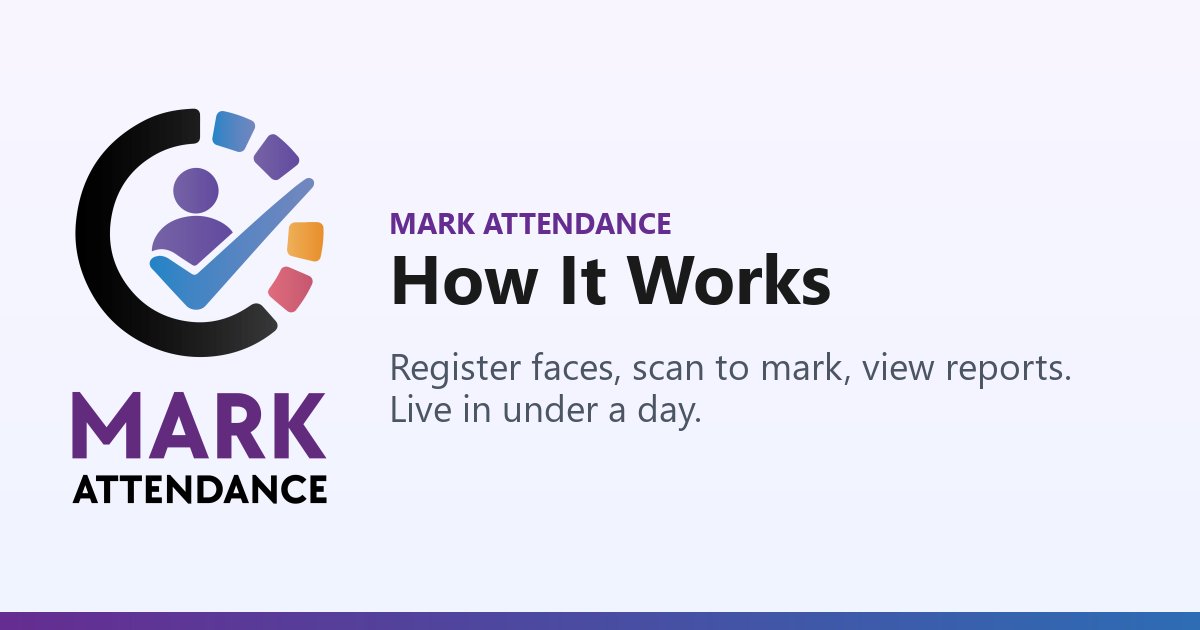 MARK
ATTENDANCE
MARK ATTENDANCE
How It Works
Register faces, scan to mark, view reports.
Live in under a day.